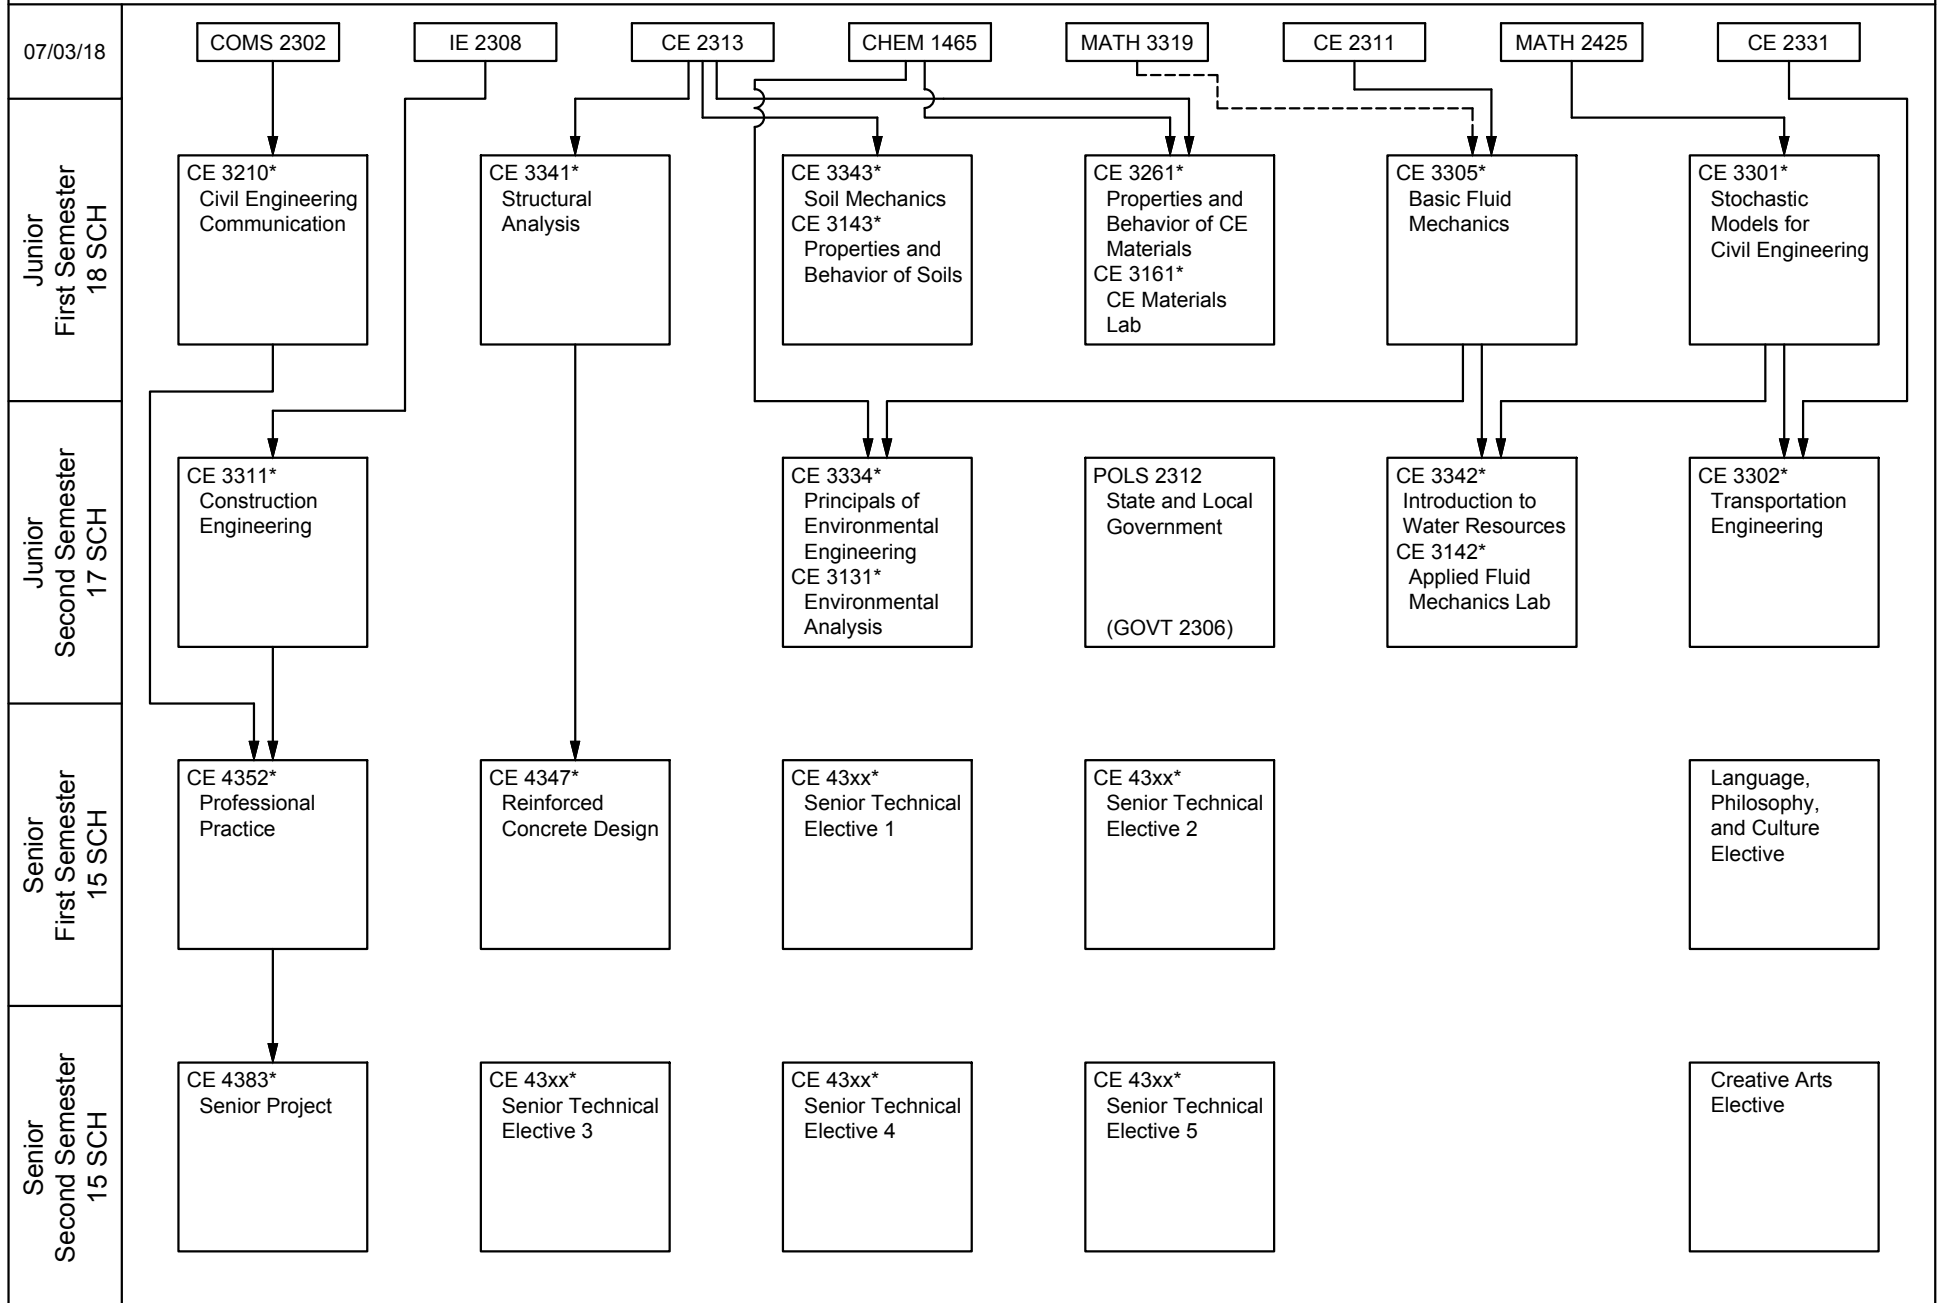 07/03/18
COMS 2302
IE 2308
CE 2313
CHEM 1465
MATH 3319
CE 2311
MATH 2425
CE 2331
Junior
First Semester
18 SCH
CE 3210*
Civil Engineering
Communication
CE 3341*
Structural
Analysis
CE 3343*
Soil Mechanics
CE 3143*
Properties and
Behavior of Soils
CE 3261*
Properties and
Behavior of CE
Materials
CE 3161*
CE Materials
Lab
CE 3305*
Basic Fluid
Mechanics
CE 3301*
Stochastic
Models for
Civil Engineering
Junior
Second Semester
17 SCH
CE 3311*
Construction
Engineering
CE 3334*
Principals of
Environmental
Engineering
CE 3131*
Environmental
Analysis
POLS 2312
State and Local
Government
(GOVT 2306)
CE 3342*
Introduction to
Water Resources
CE 3142*
Applied Fluid
Mechanics Lab
CE 3302*
Transportation
Engineering
Senior
First Semester
15 SCH
CE 4352*
Professional
Practice
CE 4347*
Reinforced
Concrete Design
CE 43xx*
Senior Technical
Elective 1
CE 43xx*
Senior Technical
Elective 2
Language,
Philosophy,
and Culture
Elective
Senior
Second Semester
15 SCH
CE 4383*
Senior Project
CE 43xx*
Senior Technical
Elective 3
CE 43xx*
Senior Technical
Elective 4
CE 43xx*
Senior Technical
Elective 5
Creative Arts
Elective